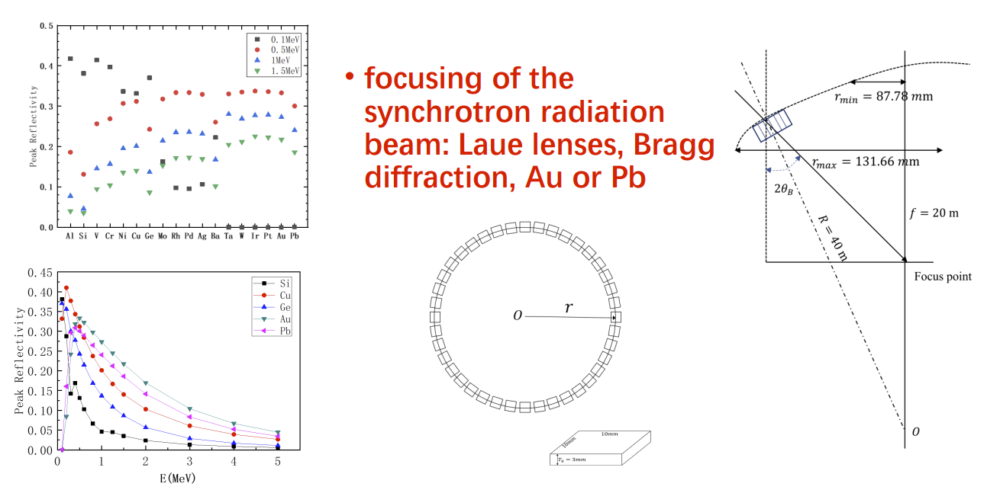 0.5
0.4
0.3
0.2
0.1
0.0
Peak Reflectivity
0.1MeV
0.5MeV
1MeV
1.5MeV
Al Si V Cr Ni Cu Ge Mo Rh Pd Ag Ba Ta W Ir Pt Au Pb
0.45
0.40
0.35
0.30
0.25
0.20
0.15
0.10
0.05
0.00
Peak Reflectivity
Si
Cu
Ge
Au
Pb
0 1 2 3 4 5
E(MeV)
• focusing of the
synchrotron radiation
beam: Laue lenses, Bragg
diffraction, Au or Pb
O r
10mm
10mm
T₀ = 3mm
r_min = 87.78 mm
r_max = 131.66 mm
2θ_B
f = 20 m
R = 40 m
Focus point
O